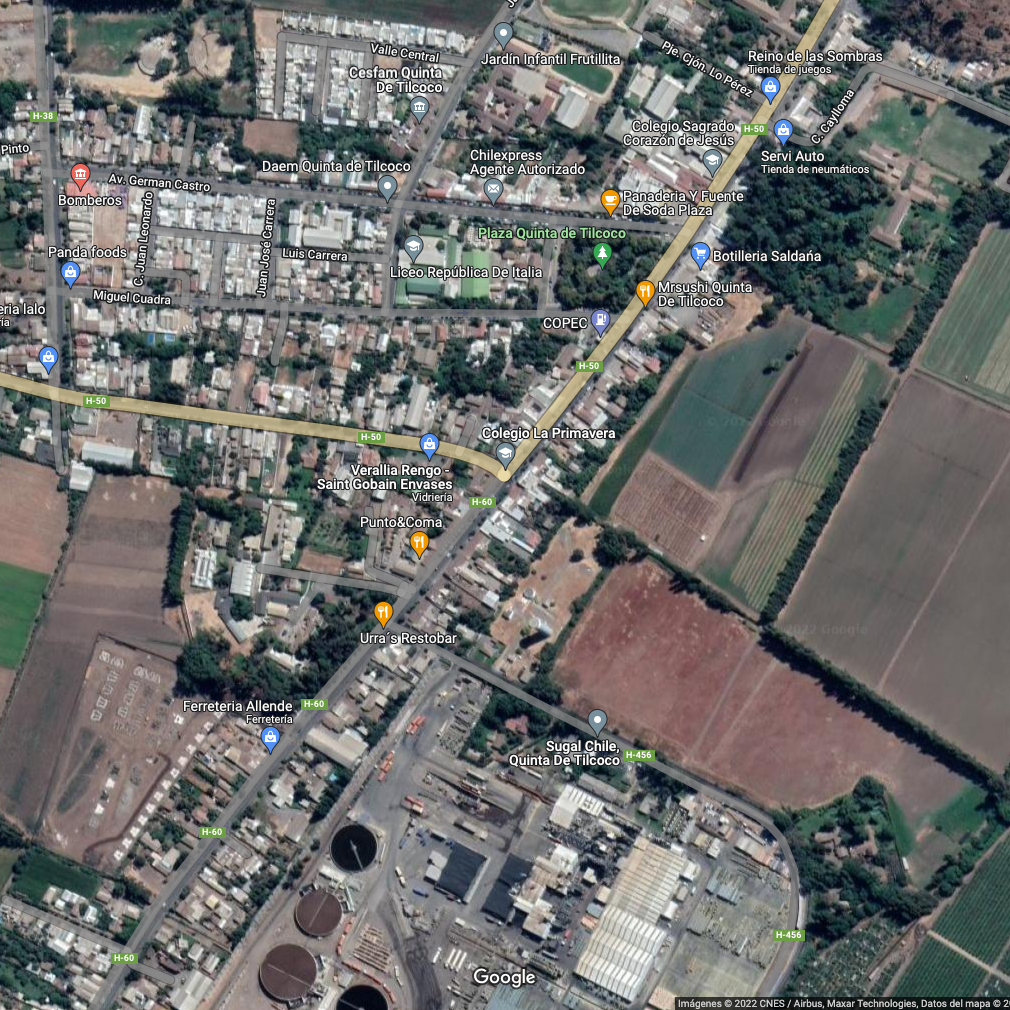 Valle Central
Jardín Infantil Frutillita
Cesfam Quinta
De Tilcoco
Pje. Cjón. Lo Pérez
Reino de las Sombras
Tienda de juegos
H-38
H-50
C. Caylloma
Pinto
Colegio Sagrado
Corazón de Jesús
Servi Auto
Tienda de neumáticos
Daem Quinta de Tilcoco
Chilexpress
Agente Autorizado
Av. German Castro
Bomberos
C. Juan Leonardo
Juan José Carrera
Panaderia Y Fuente
De Soda Plaza
Plaza Quinta de Tilcoco
Luis Carrera
Panda foods
Liceo República De Italia
Botilleria Saldańa
Miguel Cuadra
Mrsushi Quinta
De Tilcoco
eria lalo
ría
COPEC
H-50
H-50
H-50
Colegio La Primavera
Verallia Rengo -
Saint Gobain Envases
Vidriería
H-60
Punto&Coma
Urra´s Restobar
Ferreteria Allende
Ferretería
H-60
Sugal Chile,
Quinta De Tilcoco
H-456
H-60
H-456
H-60
Google
Imágenes © 2022 CNES / Airbus, Maxar Technologies, Datos del mapa © 20